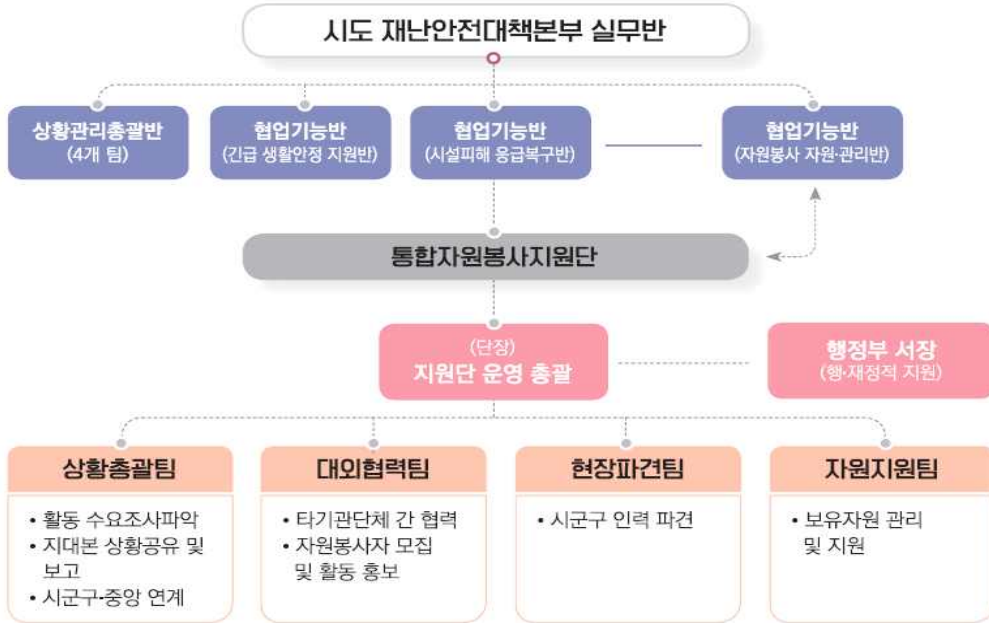 시도 재난안전대책본부 실무반
상황관리총괄반
(4개 팀)
협업기능반
(긴급 생활안정 지원반)
협업기능반
(시설피해 응급복구반)
협업기능반
(자원봉사 자원·관리반)
통합자원봉사지원단
(단장)
지원단 운영 총괄
행정부 서장
(행·재정적 지원)
상황총괄팀
• 활동 수요조사파악
• 지대본 상황공유 및
보고
• 시군구-중앙 연계
대외협력팀
• 타기관단체 간 협력
• 자원봉사자 모집
및 활동 홍보
현장파견팀
• 시군구 인력 파견
자원지원팀
• 보유자원 관리
및 지원